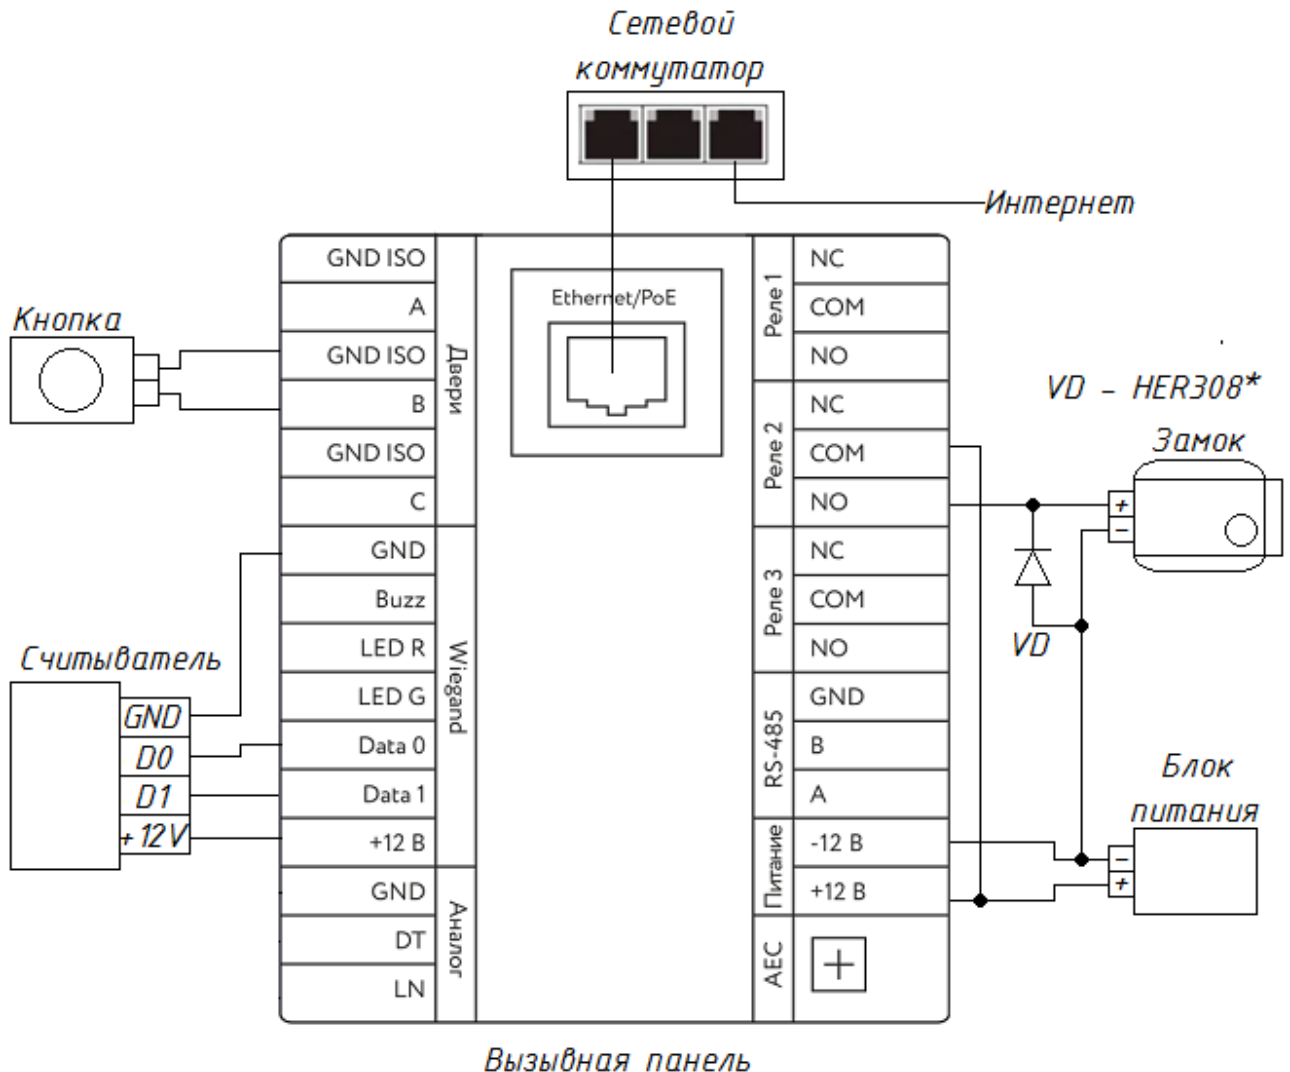 Сетевой
коммутатор
Интернет
Кнопка
GND ISO
A
GND ISO
B
GND ISO
C
Двери
GND
Buzz
LED R
LED G
Data 0
Data 1
+12 В
Wiegand
GND
DT
LN
Аналог
Считыватель
GND
D0
D1
+12V
Ethernet/PoE
Реле 1
NC
COM
NO
Реле 2
NC
COM
NO
Реле 3
NC
COM
NO
RS-485
GND
B
A
Питание
-12 В
+12 В
AEC
VD - HER308*
Замок
+
−
VD
Блок
питания
−
+
Вызывная панель